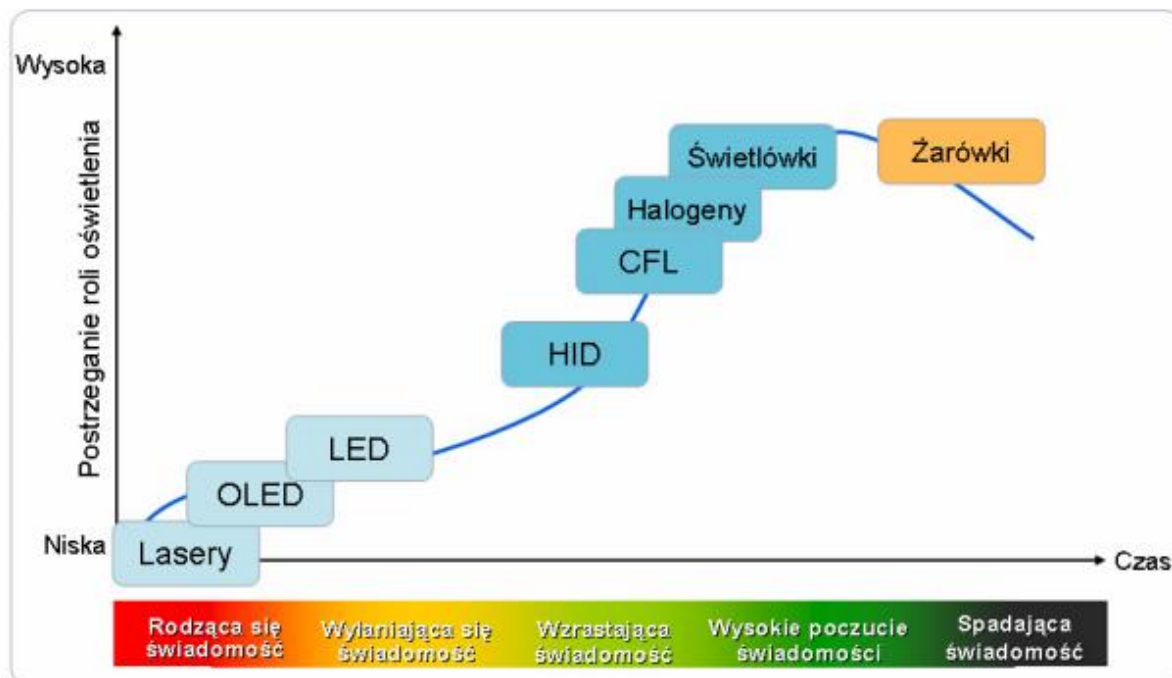 Wysoka
Postrzeganie roli oświetlenia
Niska
Świetlówki
Żarówki
Halogeny
CFL
HID
LED
OLED
Lasery
Czas
Rodząca się
świadomość
Wyłaniająca się
świadomość
Wzrastająca
świadomość
Wysokie poczucie
świadomości
Spadająca
świadomość